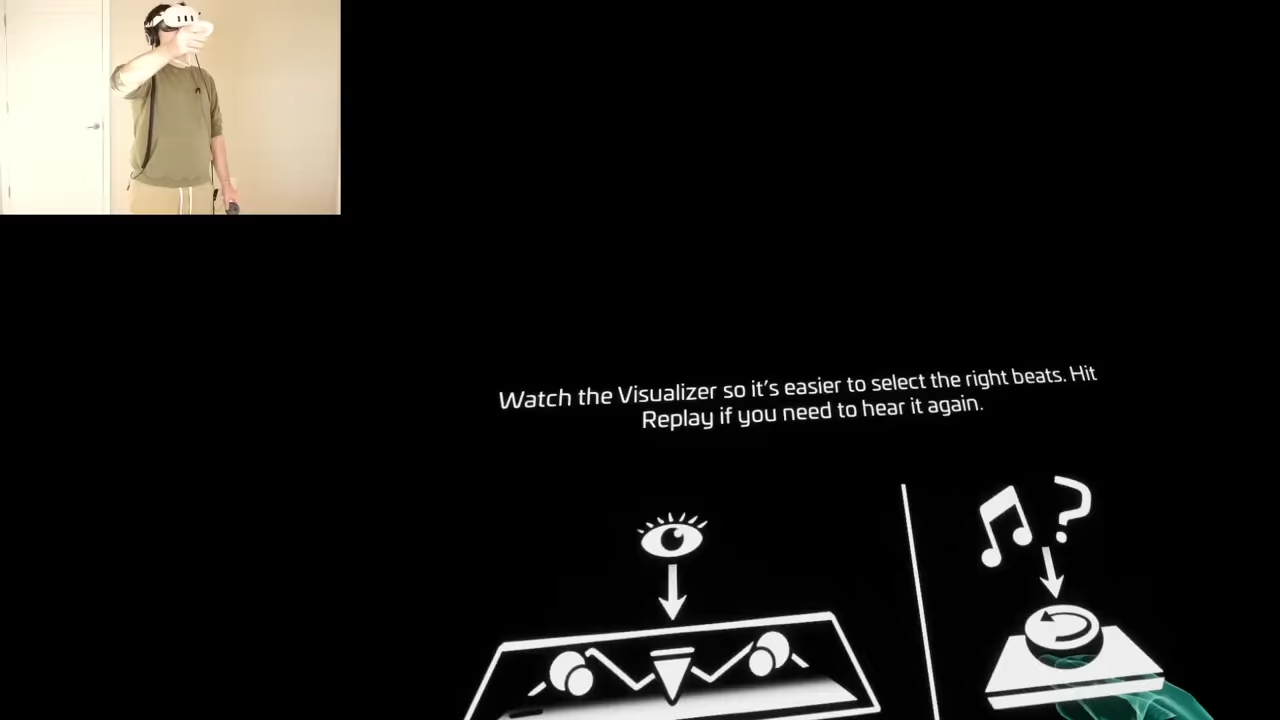 Watch the Visualizer so it's easier to select the right beats. Hit
Replay if you need to hear it again.
?